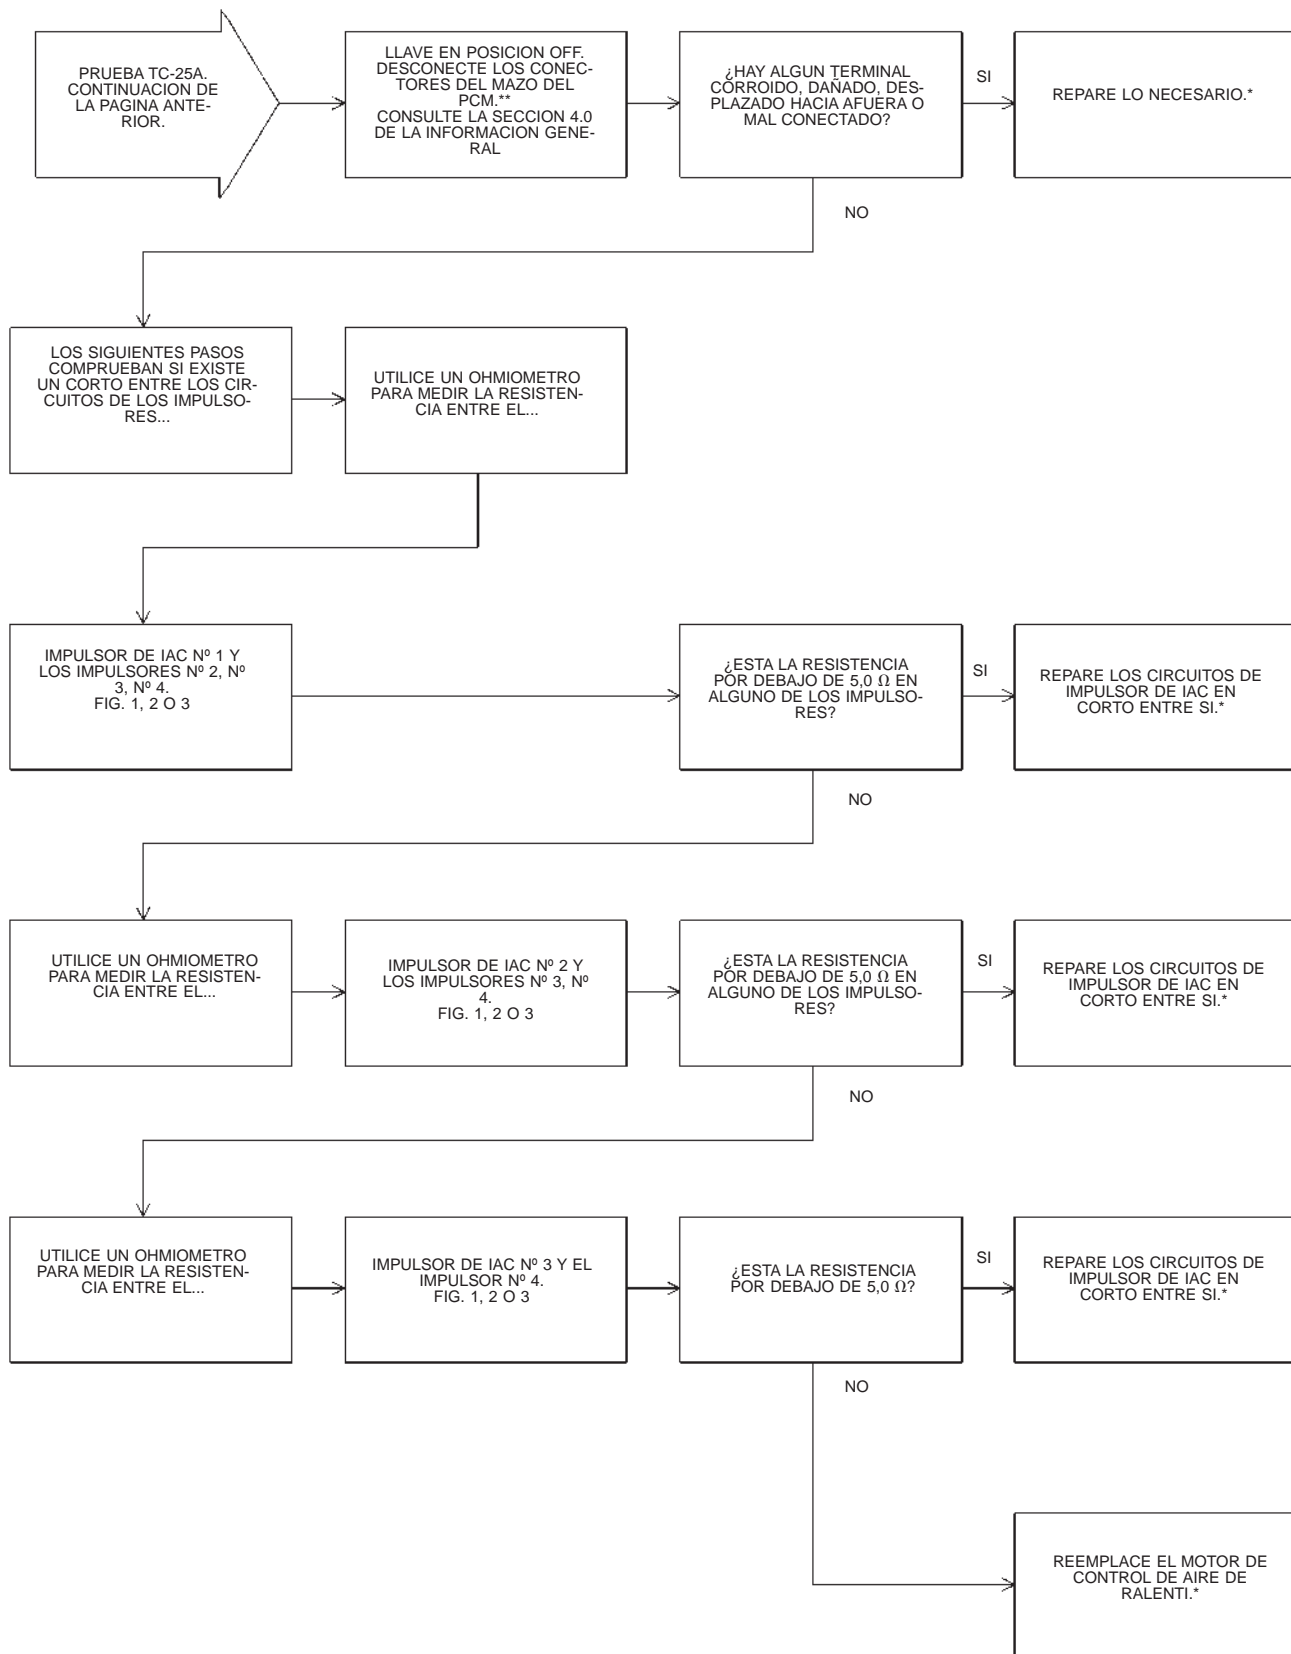 PRUEBA TC-25A.
CONTINUACION DE
LA PAGINA ANTE-
RIOR.
LLAVE EN POSICION OFF.
DESCONECTE LOS CONEC-
TORES DEL MAZO DEL
PCM.**
CONSULTE LA SECCION 4.0
DE LA INFORMACION GENE-
RAL
¿HAY ALGUN TERMINAL
CORROIDO, DAÑADO, DES-
PLAZADO HACIA AFUERA O
MAL CONECTADO?
SI
REPARE LO NECESARIO.*
NO
LOS SIGUIENTES PASOS
COMPRUEBAN SI EXISTE
UN CORTO ENTRE LOS CIR-
CUITOS DE LOS IMPULSO-
RES...
UTILICE UN OHMIOMETRO
PARA MEDIR LA RESISTEN-
CIA ENTRE EL...
IMPULSOR DE IAC Nº 1 Y
LOS IMPULSORES Nº 2, Nº
3, Nº 4.
FIG. 1, 2 O 3
¿ESTA LA RESISTENCIA
POR DEBAJO DE 5,0 Ω EN
ALGUNO DE LOS IMPULSO-
RES?
SI
REPARE LOS CIRCUITOS DE
IMPULSOR DE IAC EN
CORTO ENTRE SI.*
NO
UTILICE UN OHMIOMETRO
PARA MEDIR LA RESISTEN-
CIA ENTRE EL...
IMPULSOR DE IAC Nº 2 Y
LOS IMPULSORES Nº 3, Nº
4.
FIG. 1, 2 O 3
¿ESTA LA RESISTENCIA
POR DEBAJO DE 5,0 Ω EN
ALGUNO DE LOS IMPULSO-
RES?
SI
REPARE LOS CIRCUITOS DE
IMPULSOR DE IAC EN
CORTO ENTRE SI.*
NO
UTILICE UN OHMIOMETRO
PARA MEDIR LA RESISTEN-
CIA ENTRE EL...
IMPULSOR DE IAC Nº 3 Y EL
IMPULSOR Nº 4.
FIG. 1, 2 O 3
¿ESTA LA RESISTENCIA
POR DEBAJO DE 5,0 Ω?
SI
REPARE LOS CIRCUITOS DE
IMPULSOR DE IAC EN
CORTO ENTRE SI.*
NO
REEMPLACE EL MOTOR DE
CONTROL DE AIRE DE
RALENTI.*